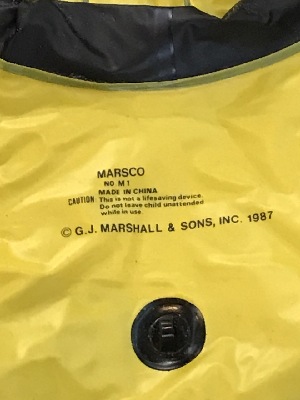 MARSCO
NO M1
MADE IN CHINA
CAUTION: This is not a lifesaving device.
Do not leave child unattended
while in use
© G.J. MARSHALL & SONS, INC. 1987